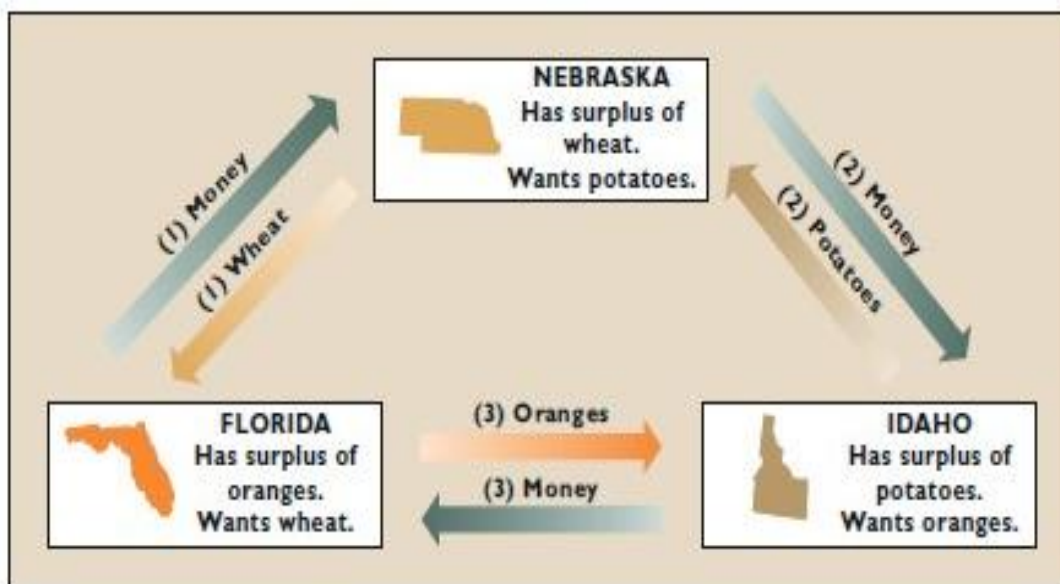 NEBRASKA
Has surplus of
wheat.
Wants potatoes.
(1) Money
(1) Wheat
(2) Money
(2) Potatoes
FLORIDA
Has surplus of
oranges.
Wants wheat.
(3) Oranges
(3) Money
IDAHO
Has surplus of
potatoes.
Wants oranges.